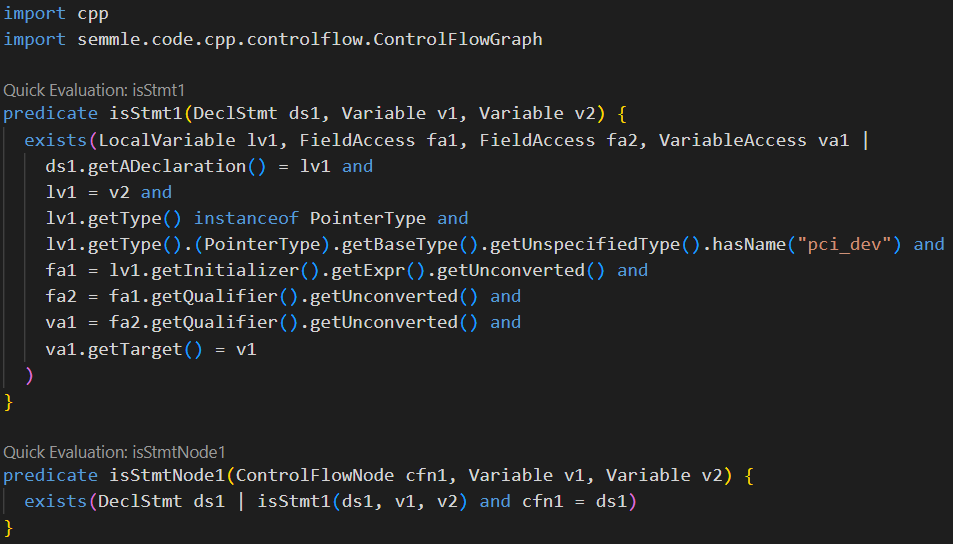 import cpp
import semmle.code.cpp.controlflow.ControlFlowGraph
Quick Evaluation: isStmt1
predicate isStmt1(DeclStmt ds1, Variable v1, Variable v2) {
  exists(LocalVariable lv1, FieldAccess fa1, FieldAccess fa2, VariableAccess va1 |
    ds1.getADeclaration() = lv1 and
    lv1 = v2 and
    lv1.getType() instanceof PointerType and
    lv1.getType().(PointerType).getBaseType().getUnspecifiedType().hasName("pci_dev") and
    fa1 = lv1.getInitializer().getExpr().getUnconverted() and
    fa2 = fa1.getQualifier().getUnconverted() and
    va1 = fa2.getQualifier().getUnconverted() and
    va1.getTarget() = v1
  )
}
Quick Evaluation: isStmtNode1
predicate isStmtNode1(ControlFlowNode cfn1, Variable v1, Variable v2) {
  exists(DeclStmt ds1 | isStmt1(ds1, v1, v2) and cfn1 = ds1)
}